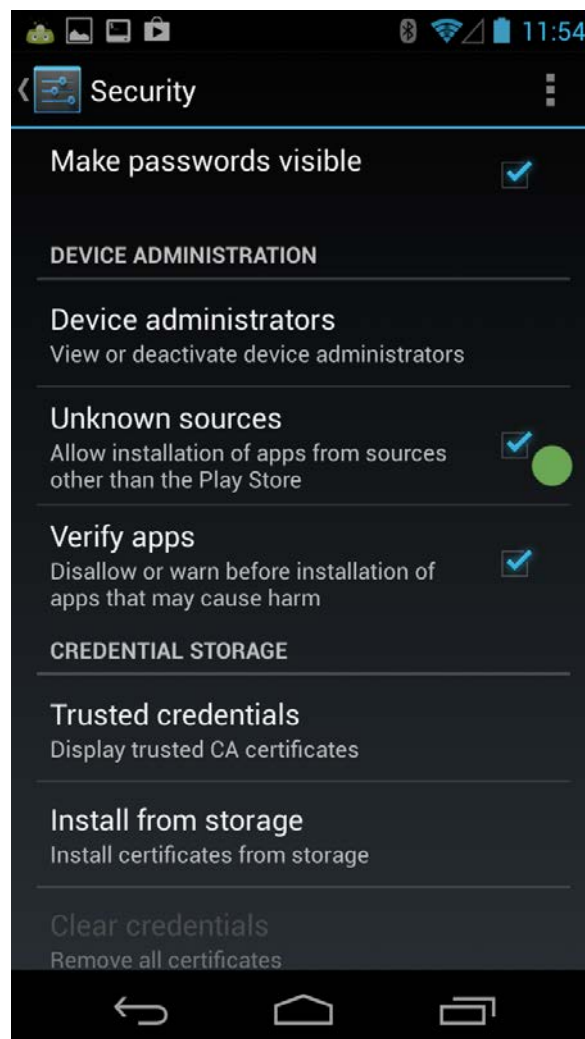 11:54
Security
Make passwords visible
DEVICE ADMINISTRATION
Device administrators
View or deactivate device administrators
Unknown sources
Allow installation of apps from sources
other than the Play Store
Verify apps
Disallow or warn before installation of
apps that may cause harm
CREDENTIAL STORAGE
Trusted credentials
Display trusted CA certificates
Install from storage
Install certificates from storage
Clear credentials
Remove all certificates